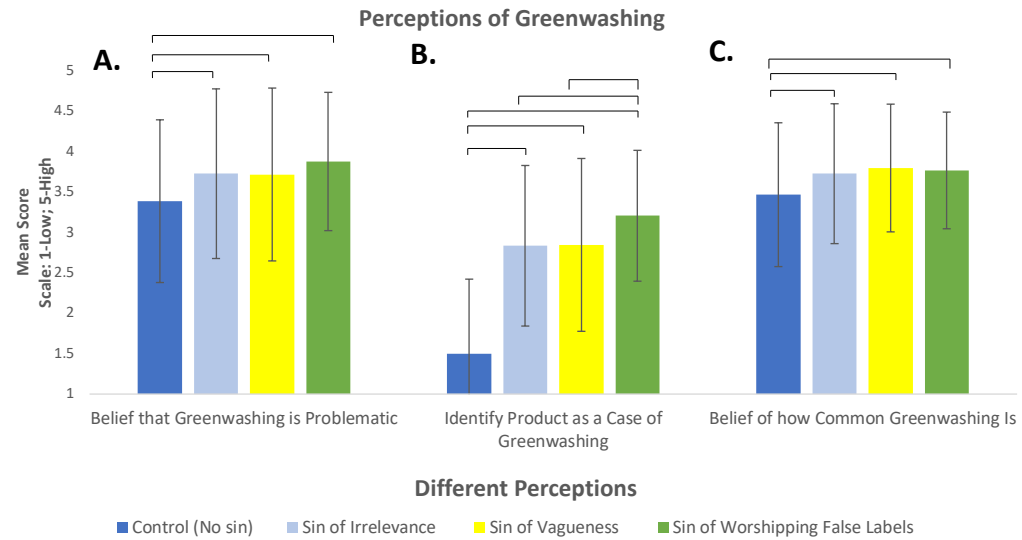 Perceptions of Greenwashing
A.
B.
C.
5
4.5
4
3.5
3
2.5
2
1.5
1
Mean Score
Scale: 1-Low; 5-High
Belief that Greenwashing is Problematic
Identify Product as a Case of
Greenwashing
Belief of how Common Greenwashing Is
Different Perceptions
Control (No sin)
Sin of Irrelevance
Sin of Vagueness
Sin of Worshipping False Labels